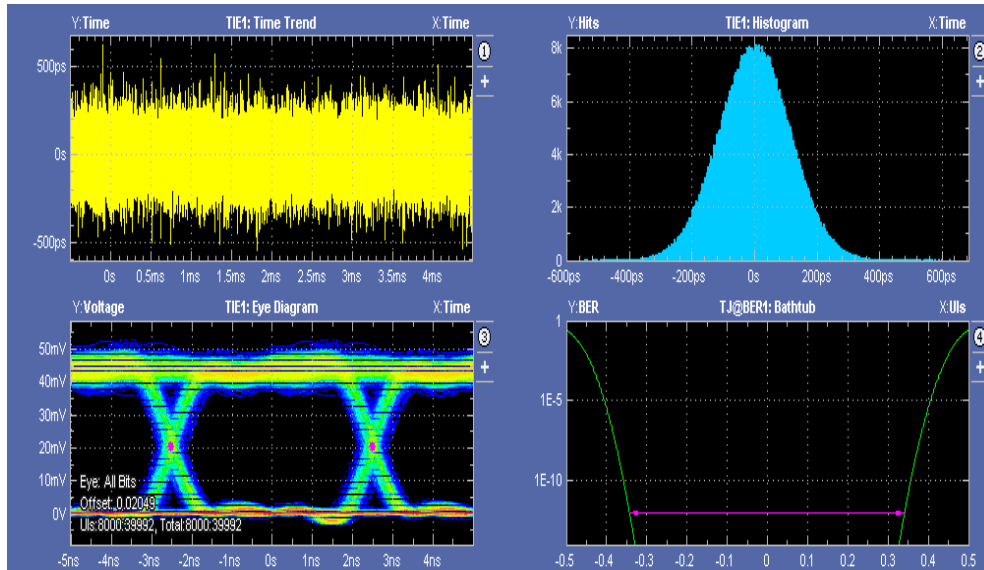 Y:Time TIE1: Time Trend X:Time
500ps
0s
-500ps
0s 0.5ms 1ms 1.5ms 2ms 2.5ms 3ms 3.5ms 4ms
1
+
Y:Hits TIE1: Histogram X:Time
8k
6k
4k
2k
0
-600ps -400ps -200ps 0s 200ps 400ps 600ps
2
+
Y:Voltage TIE1: Eye Diagram X:Time
50mV
40mV
30mV
20mV
10mV
0V
Eye: All Bits
Offset: 0.02049
UIs:8000:39992, Total:8000:39992
-5ns -4ns -3ns -2ns -1ns 0s 1ns 2ns 3ns 4ns
3
+
Y:BER TJ@BER1: Bathtub X:UIs
1
1E-5
1E-10
-0.5 -0.4 -0.3 -0.2 -0.1 0 0.1 0.2 0.3 0.4 0.5
4
+